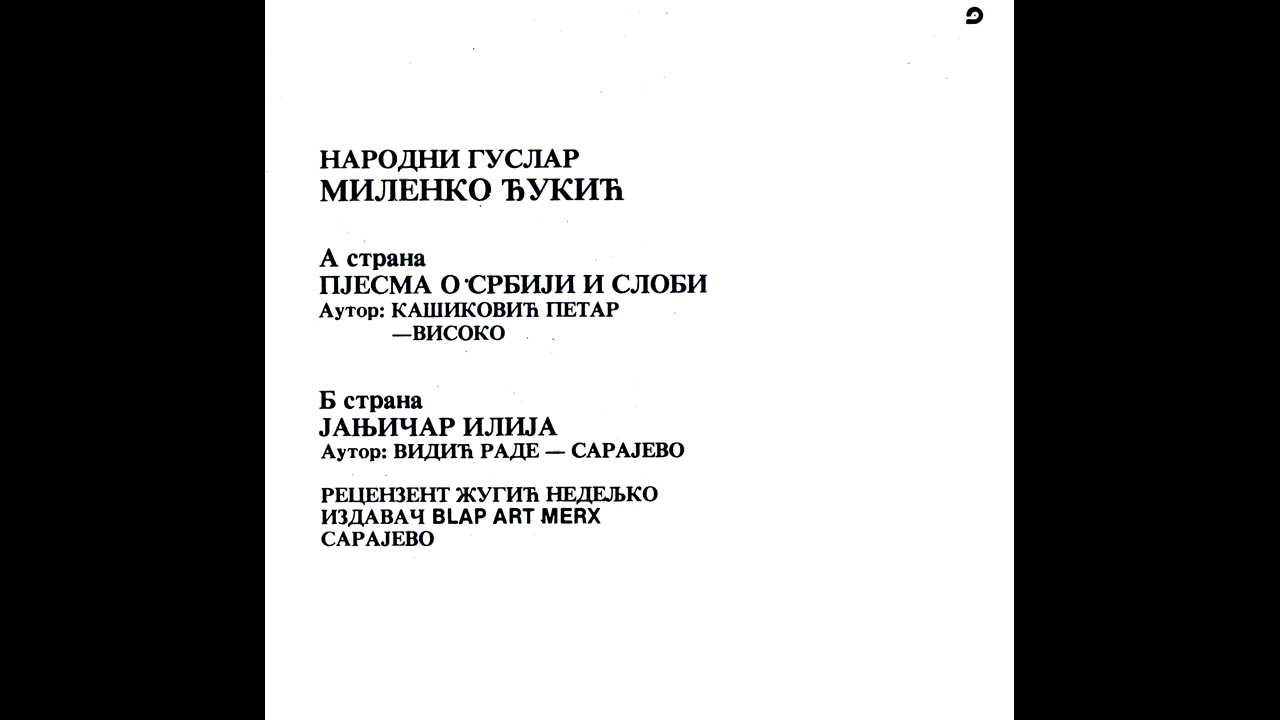 НАРОДНИ ГУСЛАР
МИЛЕНКО ЂУКИЋ
А страна
ПЈЕСМА О СРБИЈИ И СЛОБИ
Аутор: КАШИКОВИЋ ПЕТАР
—ВИСОКО
Б страна
ЈАЊИЧАР ИЛИЈА
Аутор: ВИДИЋ РАДЕ — САРАЈЕВО
РЕЦЕНЗЕНТ ЖУГИЋ НЕДЕЉКО
ИЗДАВАЧ BLAP ART MERX
САРАЈЕВО